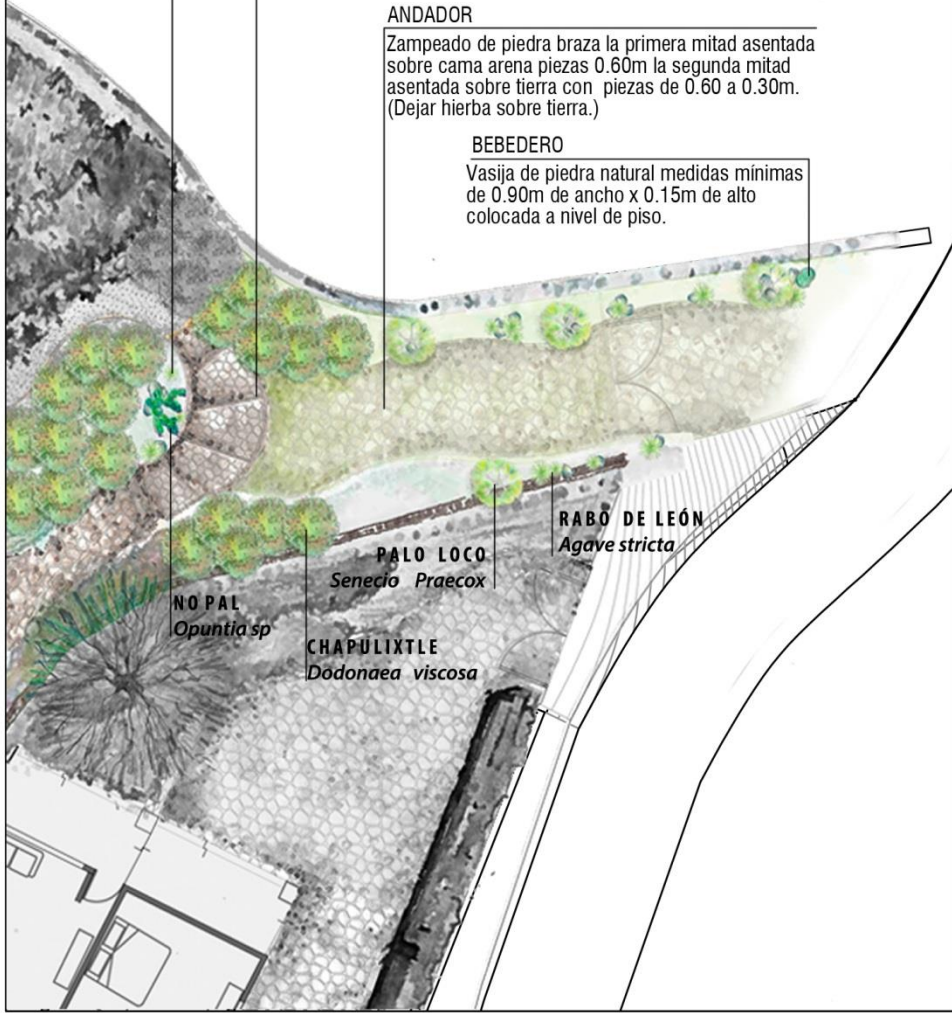 ANDADOR
Zampeado de piedra braza la primera mitad asentada
sobre cama arena piezas 0.60m la segunda mitad
asentada sobre tierra con piezas de 0.60 a 0.30m.
(Dejar hierba sobre tierra.)
BEBEDERO
Vasija de piedra natural medidas mínimas
de 0.90m de ancho x 0.15m de alto
colocada a nivel de piso.
RABO DE LEÓN
Agave stricta
PALO LOCO
Senecio Praecox
NOPAL
Opuntia sp
CHAPULIXTLE
Dodonaea viscosa